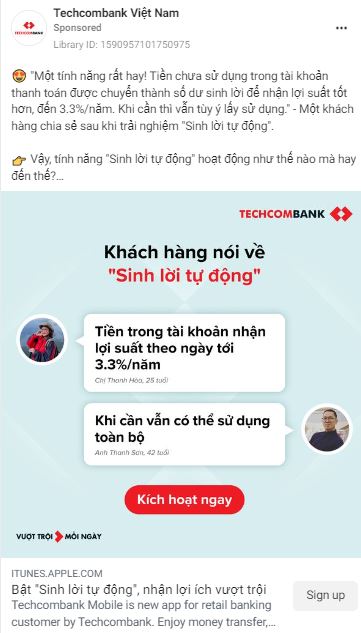 Techcombank Việt Nam
Sponsored
Library ID: 1590957101750975
😍 "Một tính năng rất hay! Tiền chưa sử dụng trong tài khoản
thanh toán được chuyển thành số dư sinh lời để nhận lợi suất tốt
hơn, đến 3.3%/năm. Khi cần thì vẫn tùy ý lấy sử dụng." - Một khách
hàng chia sẻ sau khi trải nghiệm "Sinh lời tự động".
👉 Vậy, tính năng "Sinh lời tự động" hoạt động như thế nào mà hay
đến thế?...
TECHCOMBANK
Khách hàng nói về
"Sinh lời tự động"
Tiền trong tài khoản nhận
lợi suất theo ngày tới
3.3%/năm
Chị Thanh Hòa, 25 tuổi
Khi cần vẫn có thể sử dụng
toàn bộ
Anh Thanh Sơn, 42 tuổi
Kích hoạt ngay
VƯỢT TRỘI MỖI NGÀY
ITUNES.APPLE.COM
Bật "Sinh lời tự động", nhận lợi ích vượt trội
Techcombank Mobile is new app for retail banking
customer by Techcombank. Enjoy money transfer,...
Sign up
TECHCOMBANK